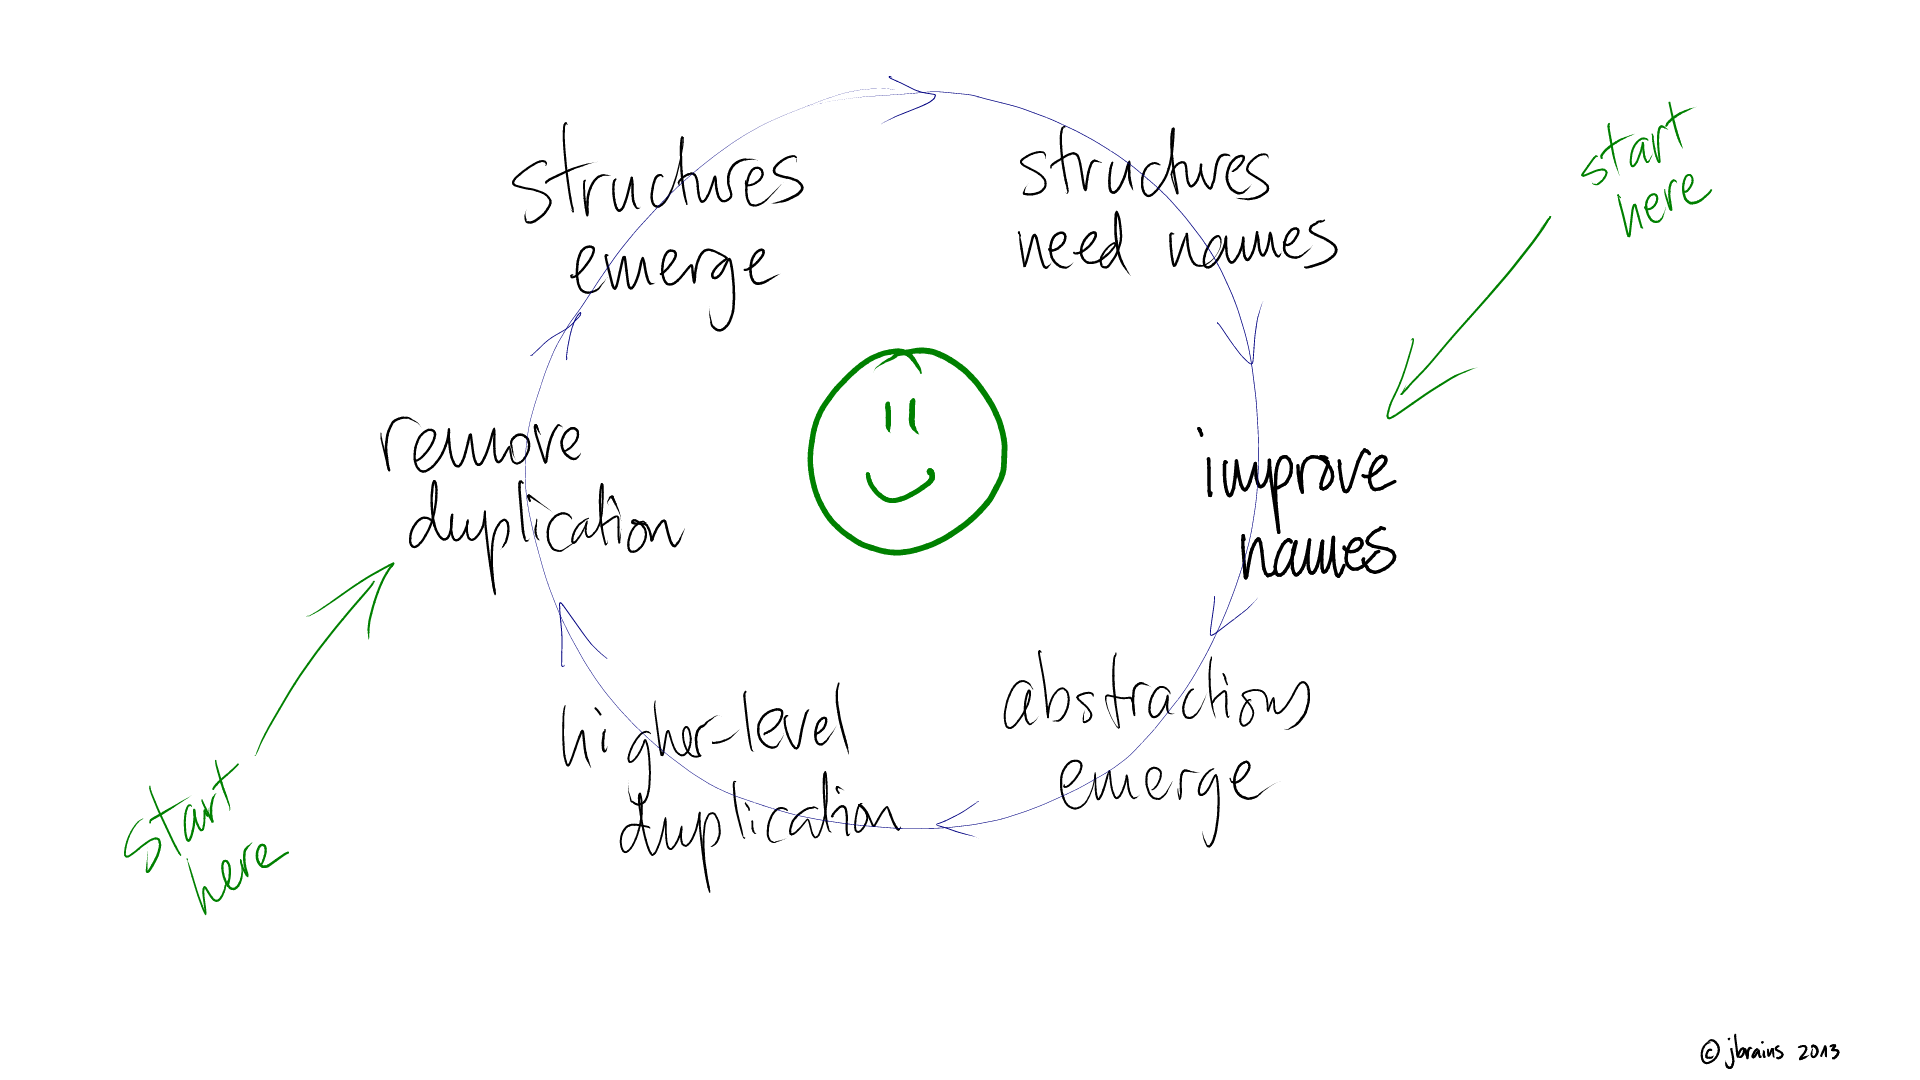 structures
emerge
structures
need names
start
here
improve
names
abstractions
emerge
higher-level
duplication
remove
duplication
start
here
© jbrains 2013